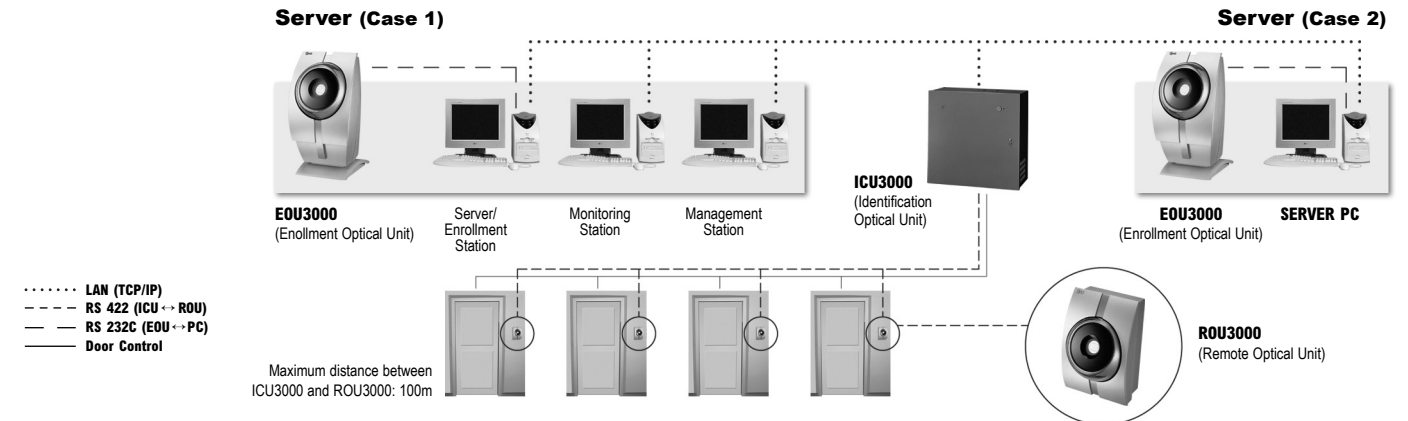 Server (Case 1)
Server (Case 2)
EOU3000
(Enollment Optical Unit)
Server/
Enrollment
Station
Monitoring
Station
Management
Station
ICU3000
(Identification
Optical Unit)
EOU3000
(Enrollment Optical Unit)
SERVER PC
LAN (TCP/IP)
RS 422 (ICU ↔ ROU)
RS 232C (EOU ↔ PC)
Door Control
Maximum distance between
ICU3000 and ROU3000: 100m
ROU3000
(Remote Optical Unit)